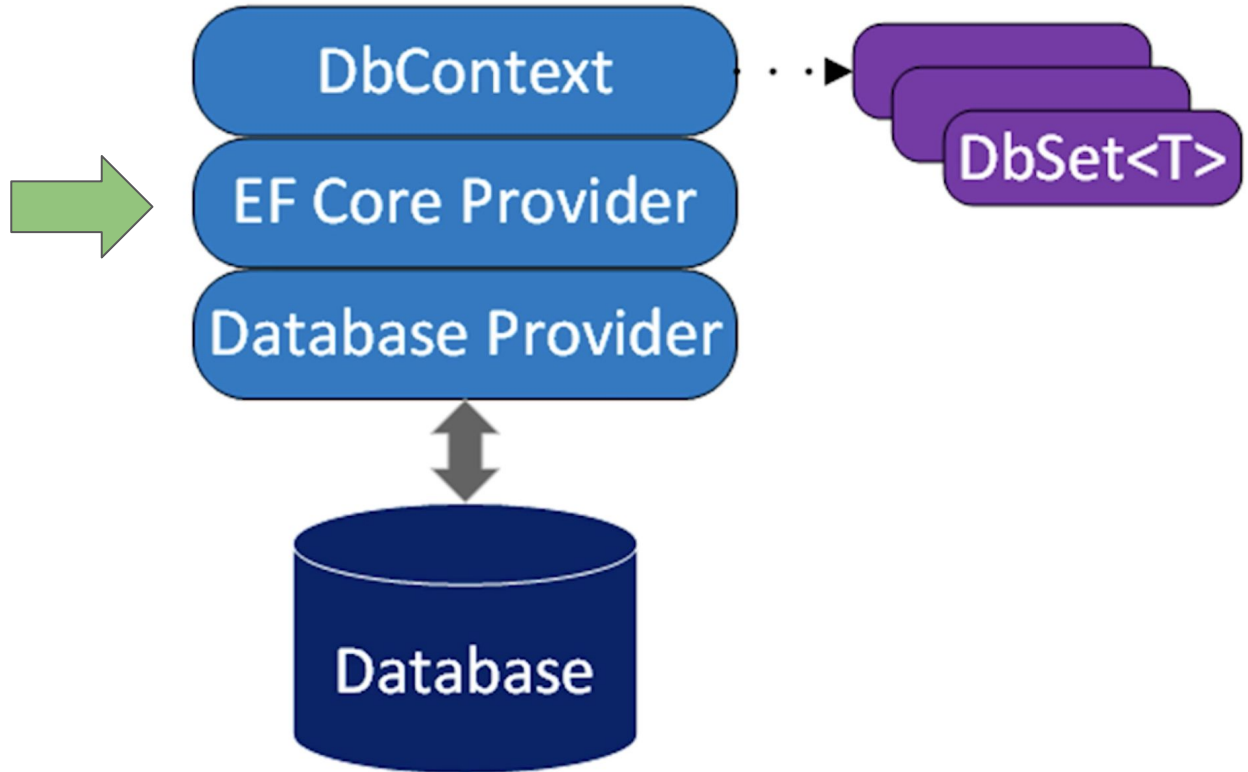 DbContext
DbSet<T>
EF Core Provider
Database Provider
Database